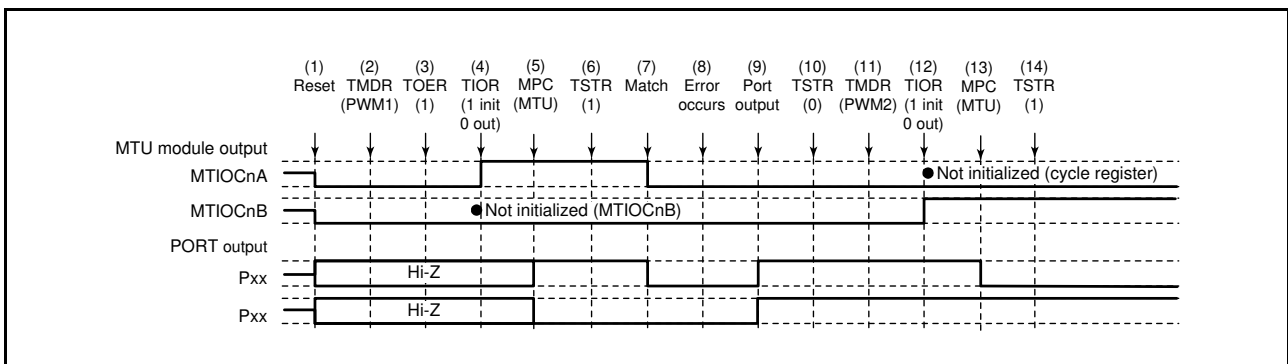 (1) (2) (3) (4) (5) (6) (7) (8) (9) (10) (11) (12) (13) (14)
Reset TMDR TOER TIOR MPC TSTR Match Error Port TSTR TMDR TIOR MPC TSTR
(PWM1) (1) (1 init (MTU) (1) occurs output (0) (PWM2) (1 init (MTU) (1)
0 out) 0 out)
MTU module output
MTIOCnA
Not initialized (cycle register)
MTIOCnB
Not initialized (MTIOCnB)
PORT output
Pxx
Hi-Z
Pxx
Hi-Z